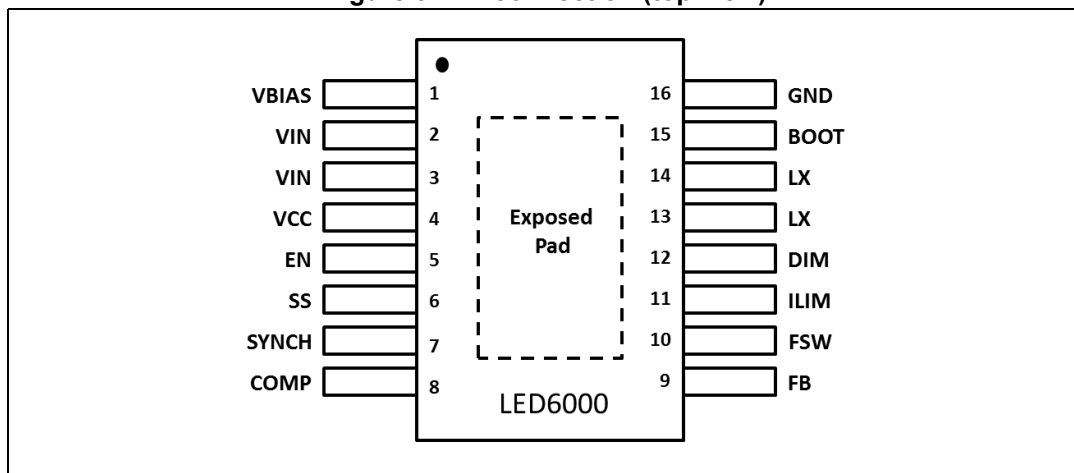 VBIAS 1 16 GND
VIN 2 15 BOOT
VIN 3 14 LX
VCC 4 Exposed 13 LX
Pad
EN 5 12 DIM
SS 6 11 ILIM
SYNCH 7 10 FSW
COMP 8 9 FB
LED6000